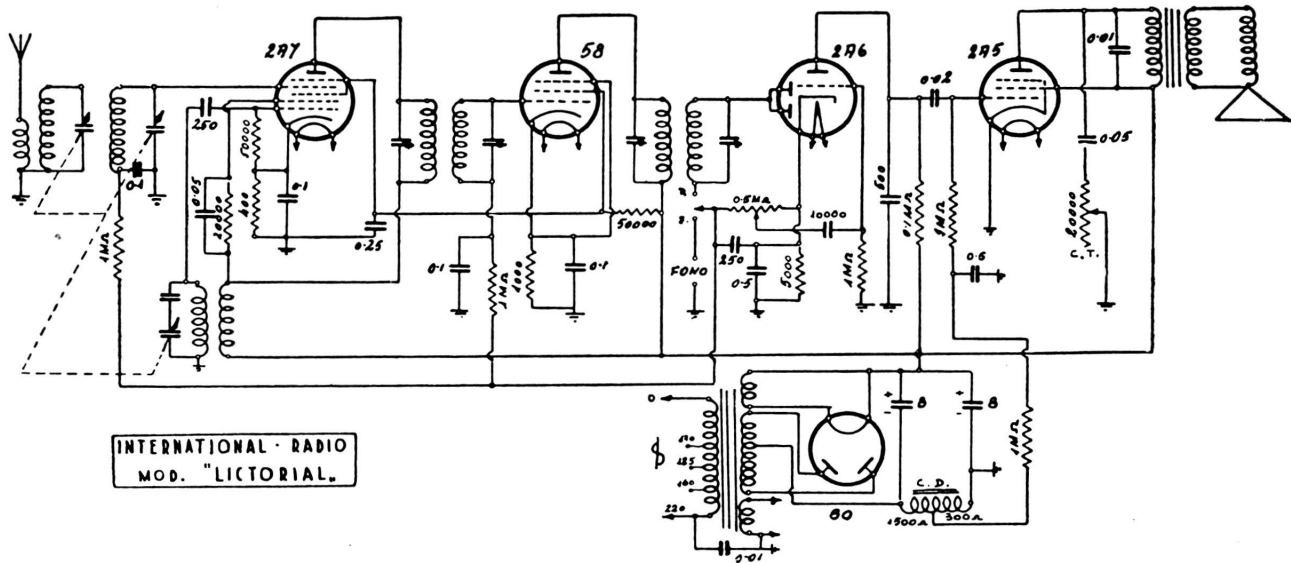 2A7
58
2A6
2A5
0.01
0.02
250
50000
0.1
0.05
20000
400
0.1
0.25
1MΩ
0.1
1MΩ
1000
0.1
50000
R.
0.5MΩ
FONO
250
0.5
5000
10000
1MΩ
500
0.1MΩ
1MΩ
0.5
0.05
20000
C.T.
INTERNATIONAL - RADIO
MOD. "LICTORIAL"
0
125
160
220
0.01
80
+
8
-
+
8
-
C.D.
1500Ω
300Ω
1MΩ